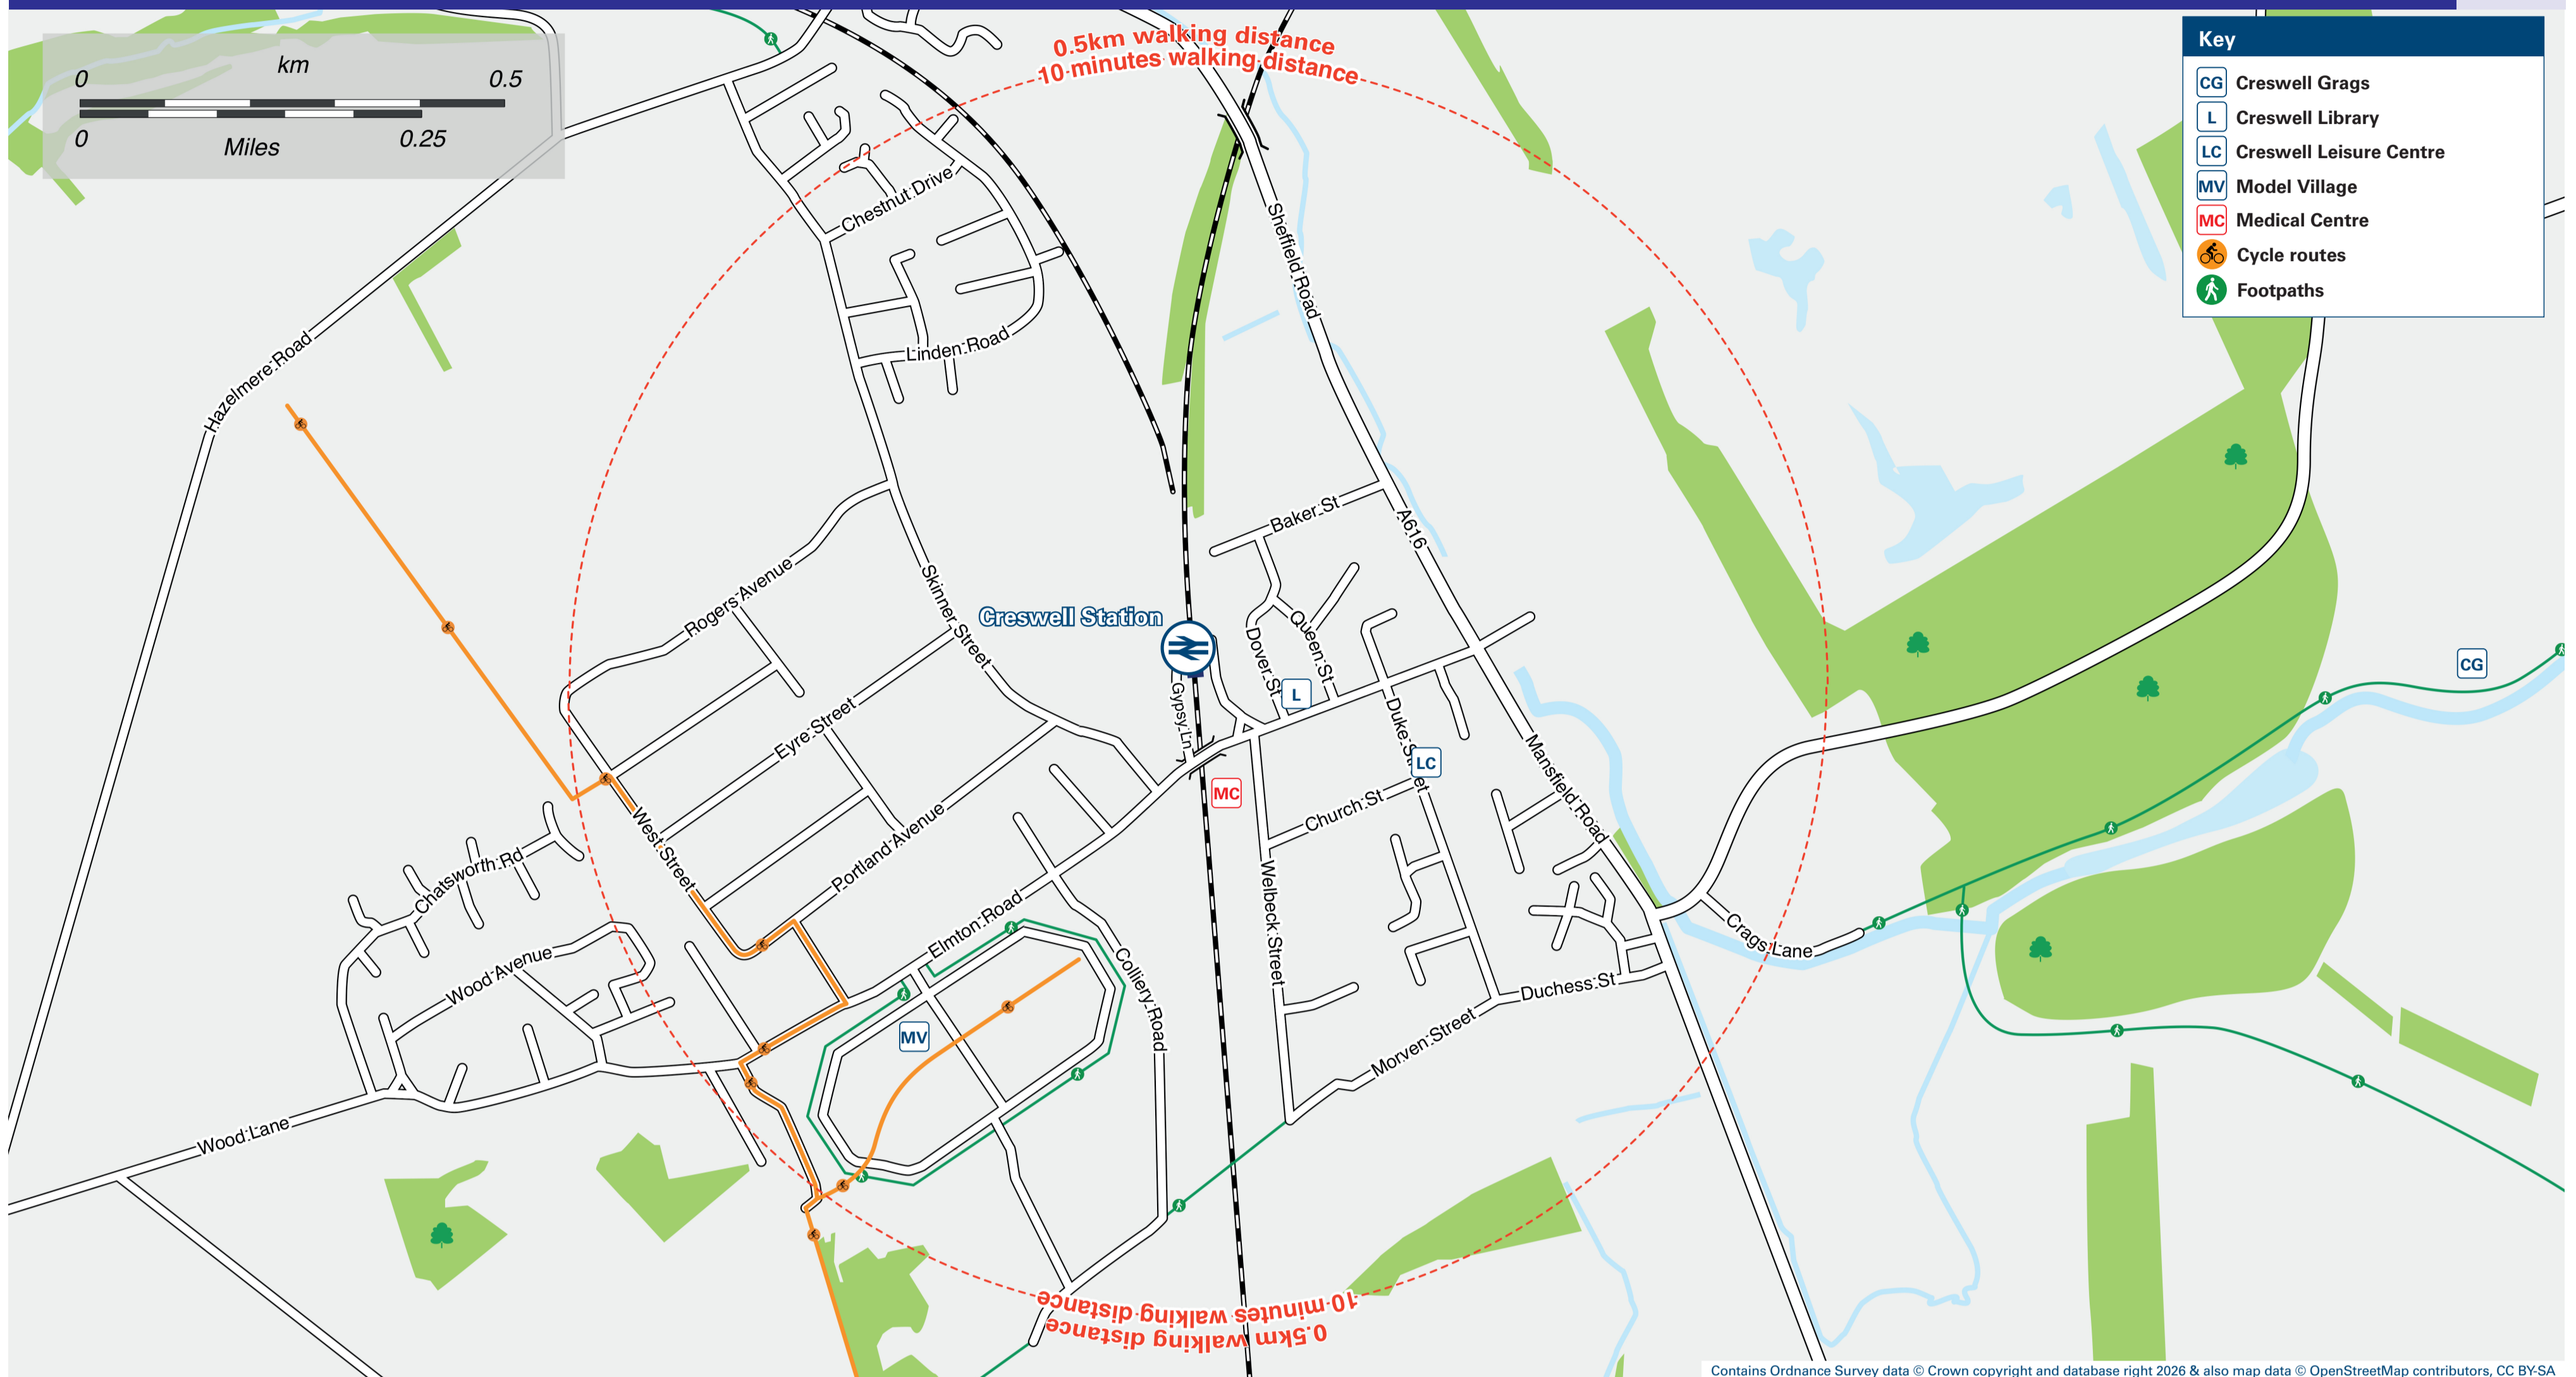 0.5km walking distance
10 minutes walking distance
km
0 0.5
0 0.25
Miles
Key
CG Creswell Grags
L Creswell Library
LC Creswell Leisure Centre
MV Model Village
MC Medical Centre
Cycle routes
Footpaths
Chestnut Drive
Sheffield Road
Linden Road
Hazelmere Road
Baker St
A616
Rogers Avenue
Skinner Street
Creswell Station
Queen St
Dover St
L
CG
Gypsy Ln
Eyre Street
Duke Street
LC
Mansfield Road
MC
Church St
West Street
Portland Avenue
Chatsworth Rd
Welbeck Street
Elmton Road
Crags Lane
Colliery Road
Wood Avenue
Duchess St
MV
Morven Street
Wood Lane
10 minutes walking distance
0.5km walking distance
Contains Ordnance Survey data © Crown copyright and database right 2026 & also map data © OpenStreetMap contributors, CC BY-SA